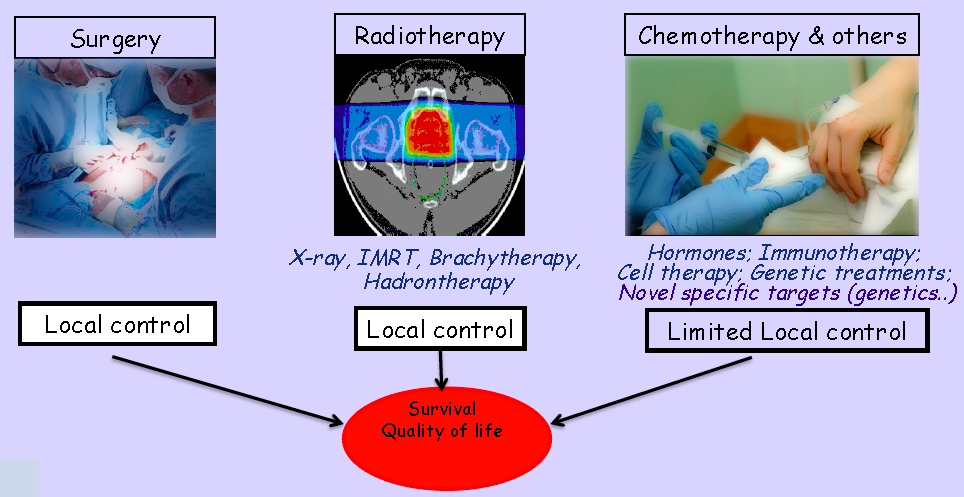 Surgery
Radiotherapy
Chemotherapy & others
X-ray, IMRT, Brachytherapy,
Hadrontherapy
Hormones; Immunotherapy;
Cell therapy; Genetic treatments;
Novel specific targets (genetics..)
Local control
Local control
Limited Local control
Survival
Quality of life